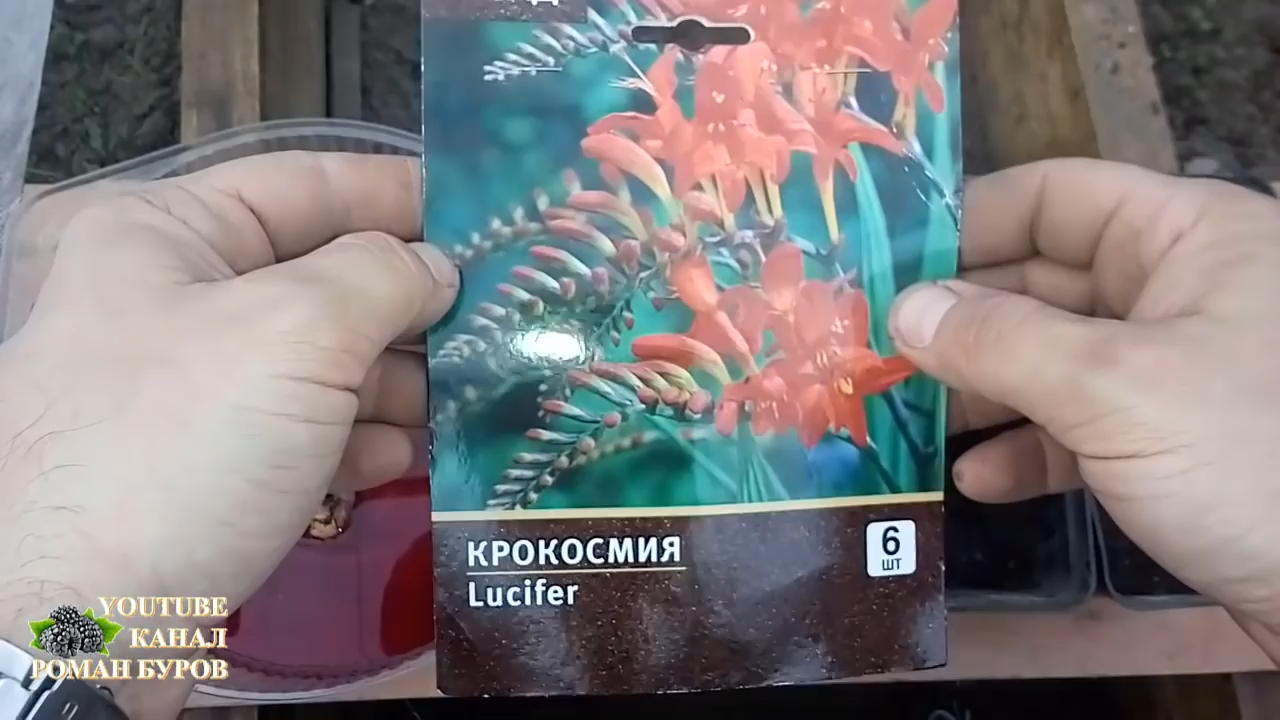 КРОКОСМИЯ
Lucifer
6
шт
YOUTUBE
КАНАЛ
РОМАН БУРОВ